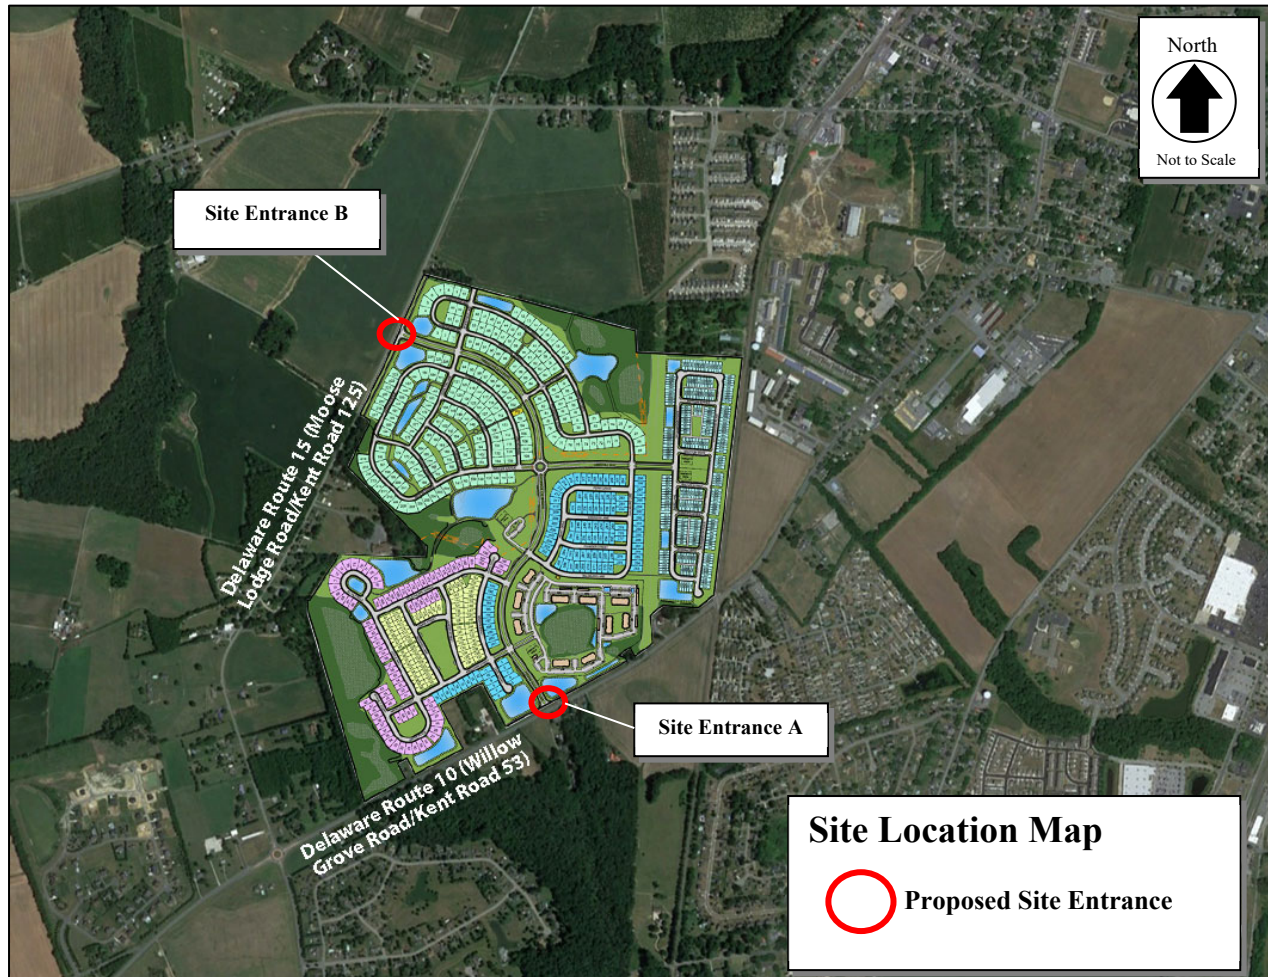 North
Not to Scale
Site Entrance B
Delaware Route 15 (Moose
Lodge Road/Kent Road 125)
Site Entrance A
Delaware Route 10 (Willow
Grove Road/Kent Road 53)
Site Location Map
Proposed Site Entrance